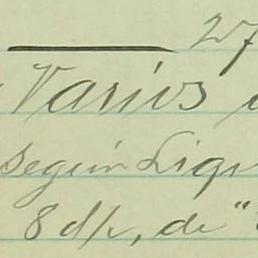 27
Varios
según Liqu
8 d/v, de "